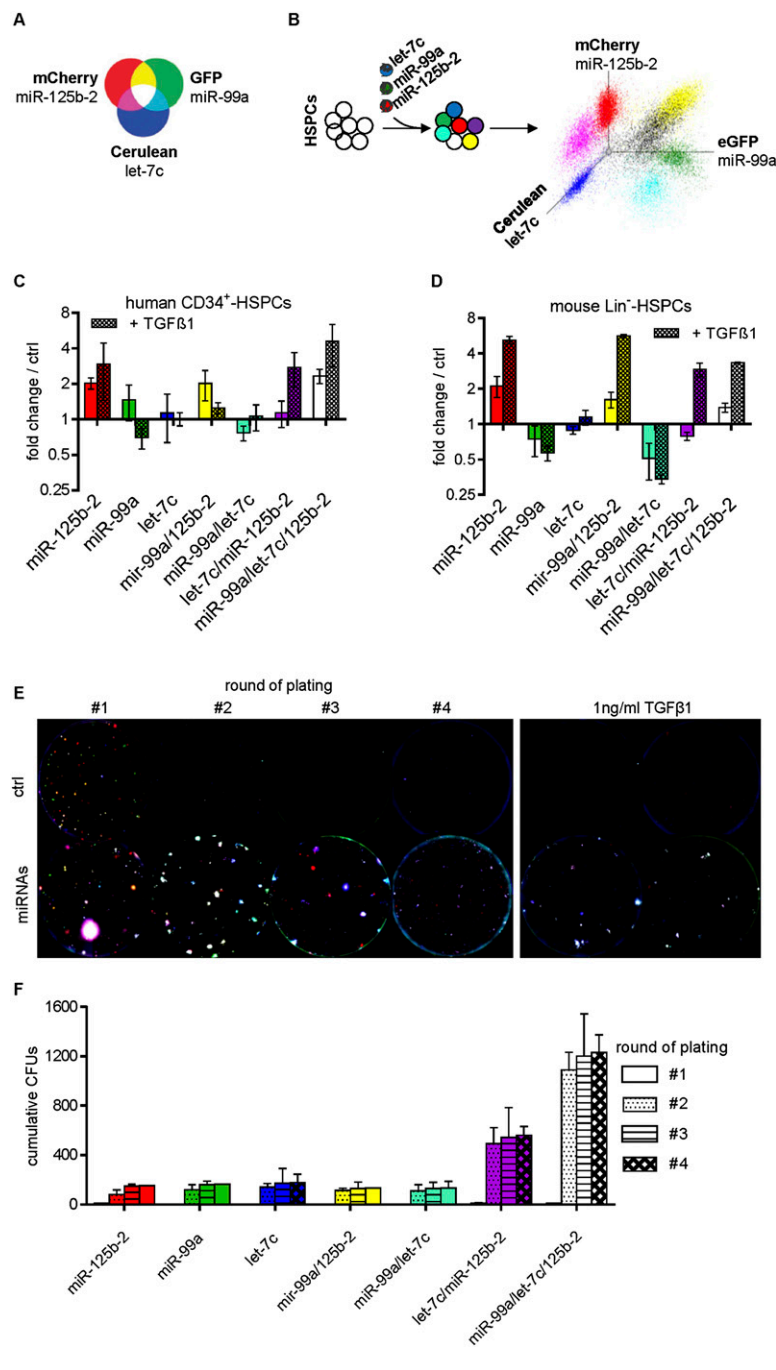 A
mCherry
miR-125b-2
GFP
miR-99a
Cerulean
let-7c
B
HSPCs
let-7c
miR-99a
miR-125b-2
mCherry
miR-125b-2
eGFP
miR-99a
Cerulean
let-7c
C
human CD34+-HSPCs
+ TGFß1
fold change / ctrl
8
4
2
1
0.5
0.25
miR-125b-2
miR-99a
let-7c
mir-99a/125b-2
miR-99a/let-7c
let-7c/miR-125b-2
miR-99a/let-7c/125b-2
D
mouse Lin--HSPCs
+ TGFß1
fold change / ctrl
8
4
2
1
0.5
0.25
miR-125b-2
miR-99a
let-7c
mir-99a/125b-2
miR-99a/let-7c
let-7c/miR-125b-2
miR-99a/let-7c/125b-2
E
round of plating
#1 #2 #3 #4 1ng/ml TGFβ1
ctrl
miRNAs
F
cumulative CFUs
1600
1200
800
400
0
round of plating
#1
#2
#3
#4
miR-125b-2
miR-99a
let-7c
mir-99a/125b-2
miR-99a/let-7c
let-7c/miR-125b-2
miR-99a/let-7c/125b-2